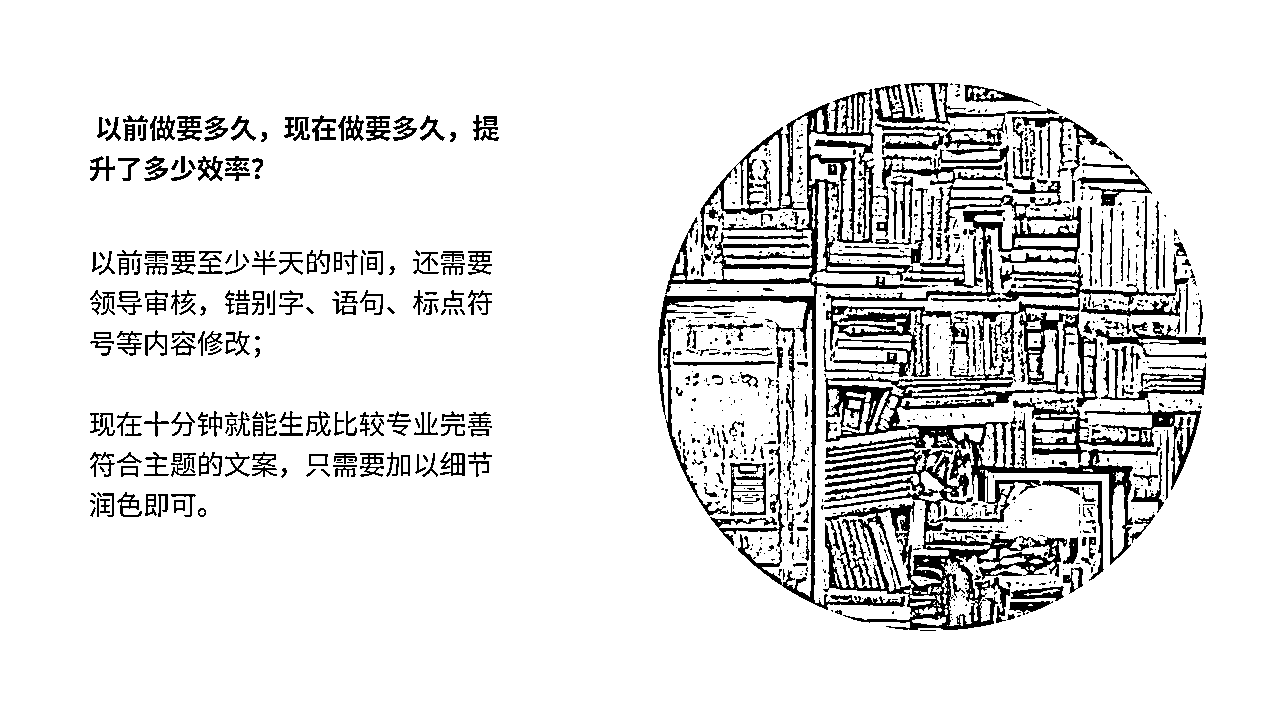 以前做要多久，现在做要多久，提
升了多少效率？
以前需要至少半天的时间，还需要
领导审核，错别字、语句、标点符
号等内容修改；
现在十分钟就能生成比较专业完善
符合主题的文案，只需要加以细节
润色即可。